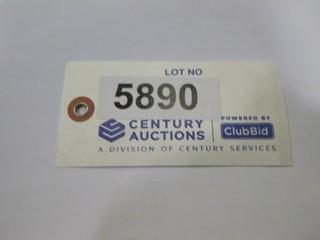 LOT NO
5890
CENTURY AUCTIONS
POWERED BY
ClubBid
A DIVISION OF CENTURY SERVICES